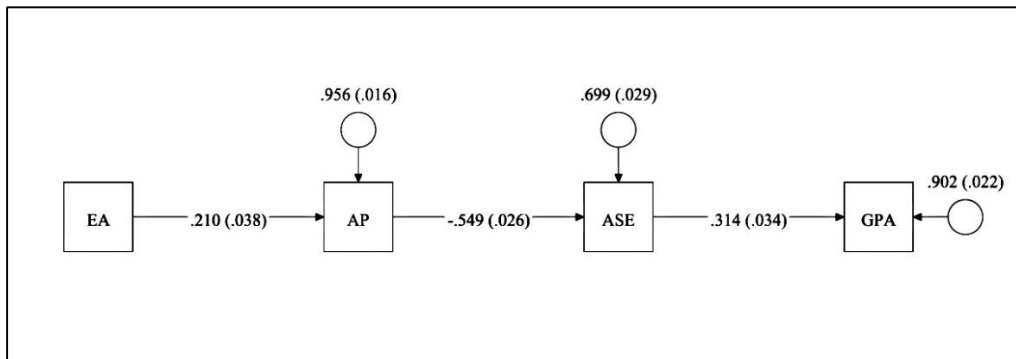 .956 (.016)
.699 (.029)
.902 (.022)
EA
.210 (.038)
AP
-.549 (.026)
ASE
.314 (.034)
GPA